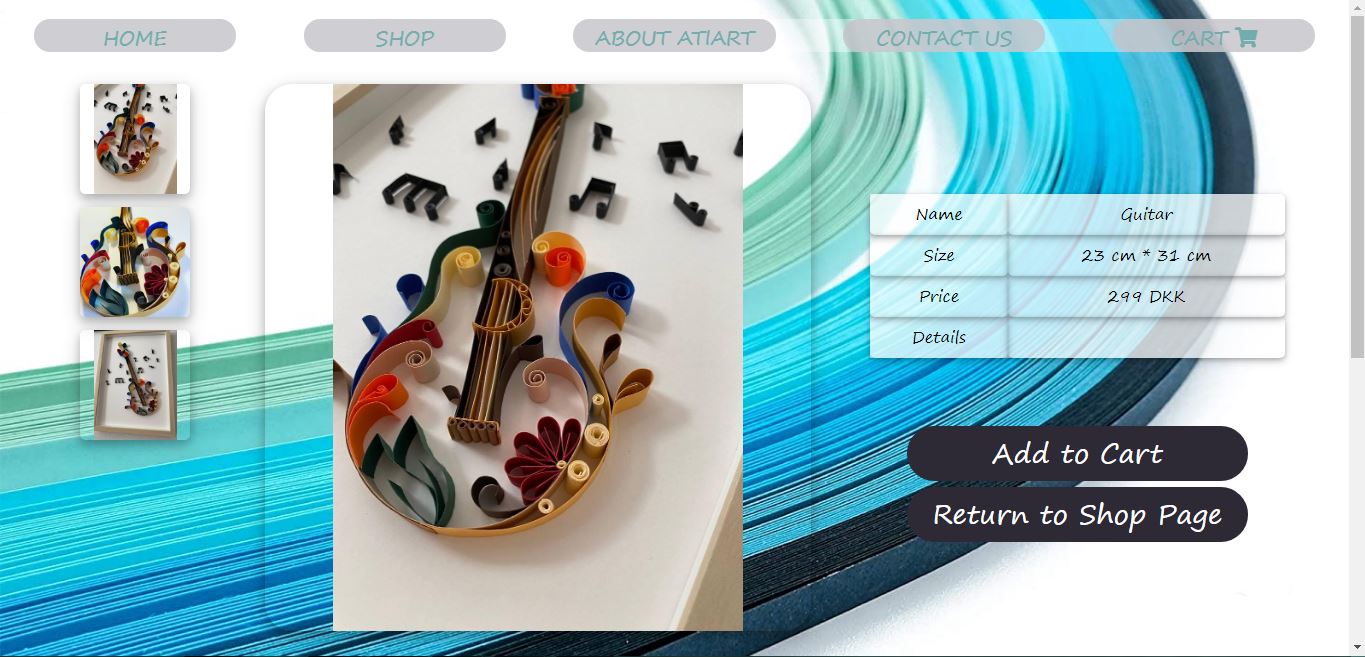 HOME
SHOP
ABOUT ATIART
CONTACT US
CART
Name Guitar
Size 23 cm * 31 cm
Price 299 DKK
Details
Add to Cart
Return to Shop Page